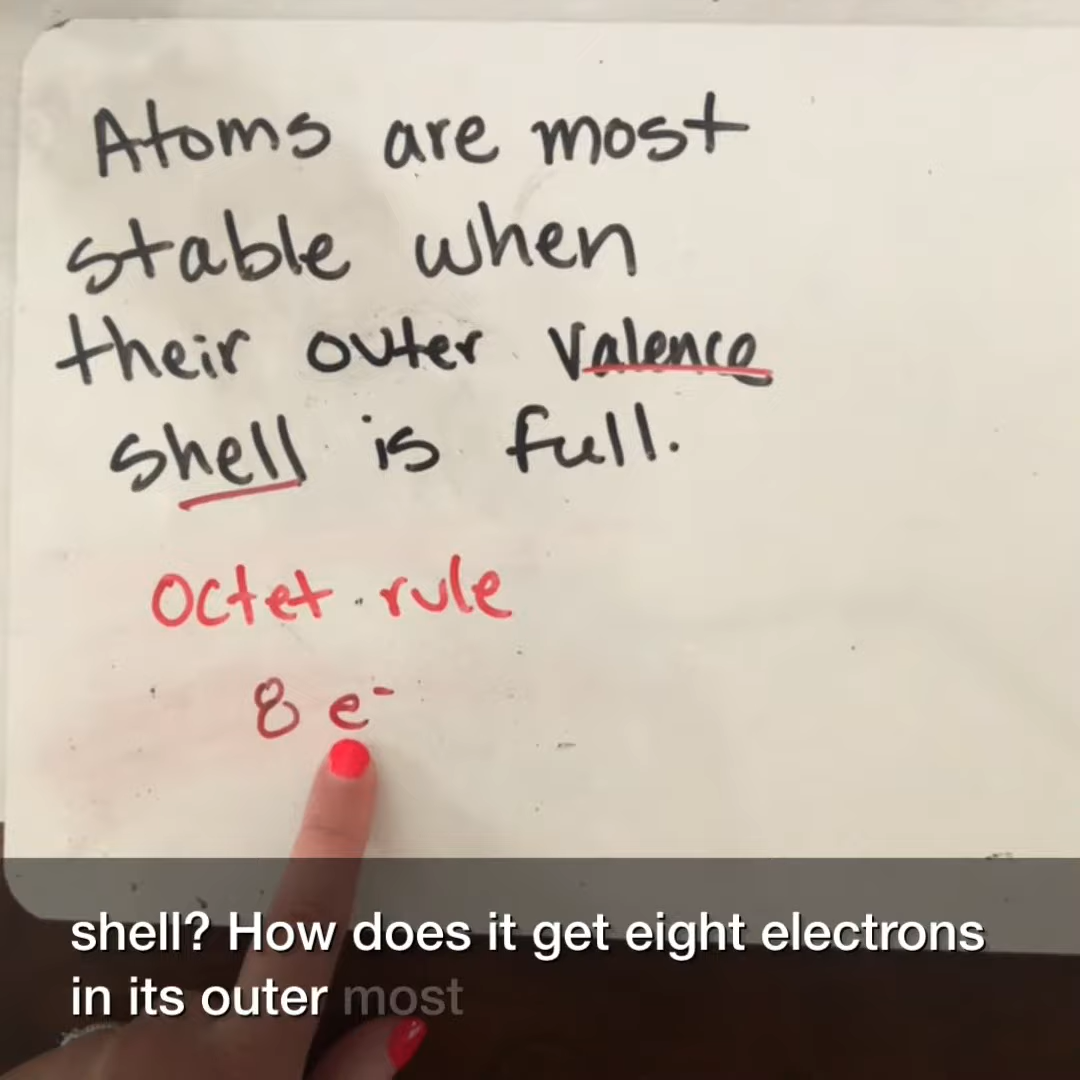 Atoms are most
stable when
their outer valence
shell is full.
Octet rule
8 e⁻
shell? How does it get eight electrons
in its outer most